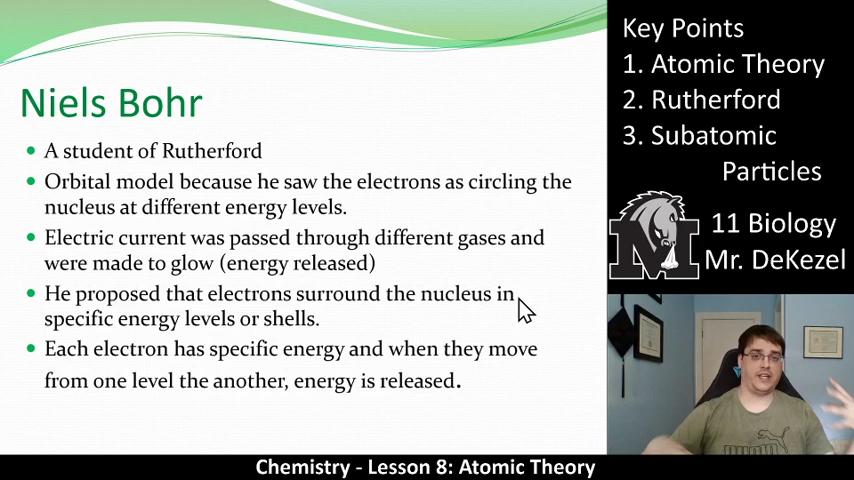 Niels Bohr
A student of Rutherford
Orbital model because he saw the electrons as circling the
nucleus at different energy levels.
Electric current was passed through different gases and
were made to glow (energy released)
He proposed that electrons surround the nucleus in
specific energy levels or shells.
Each electron has specific energy and when they move
from one level the another, energy is released.
Key Points
1. Atomic Theory
2. Rutherford
3. Subatomic
Particles
M
11 Biology
Mr. DeKezel
PUMA
Chemistry - Lesson 8: Atomic Theory